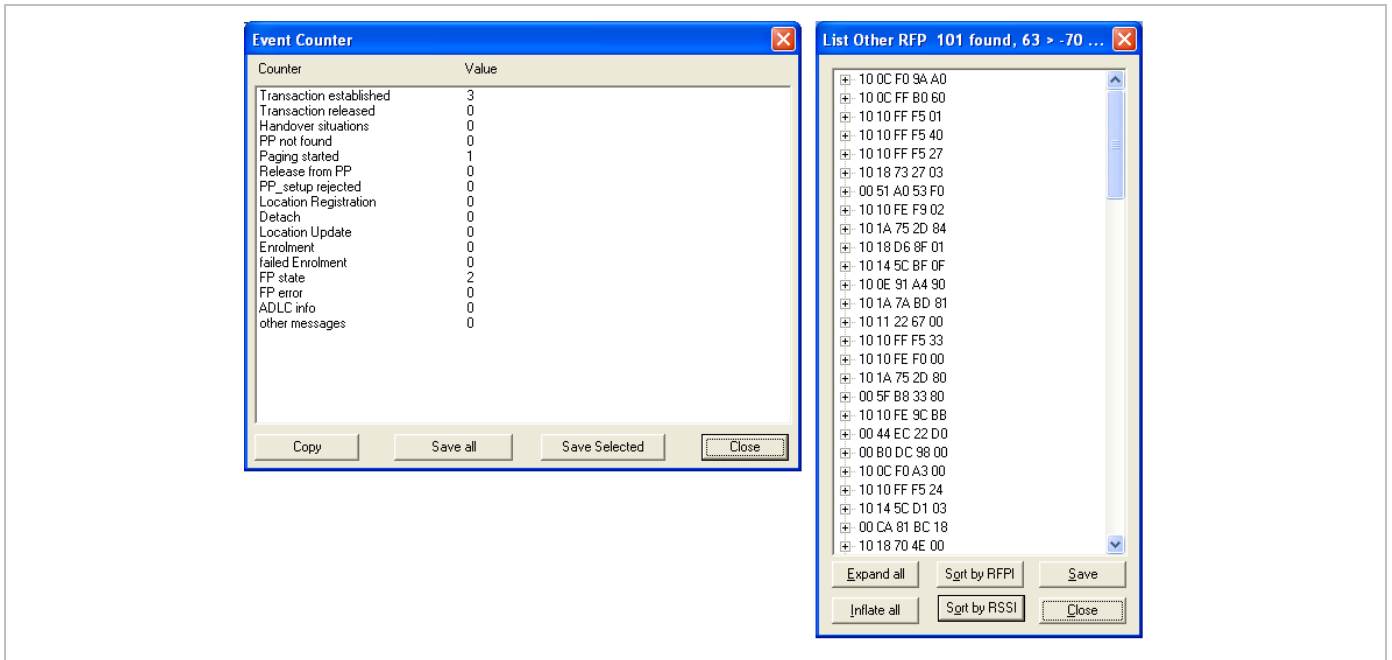 Event Counter
Counter Value
Transaction established 3
Transaction released 0
Handover situations 0
PP not found 0
Paging started 1
Release from PP 0
PP_setup rejected 0
Location Registration 0
Detach 0
Location Update 0
Enrolment 0
failed Enrolment 0
FP state 2
FP error 0
ADLC info 0
other messages 0
Copy Save all Save Selected Close
List Other RFP 101 found, 63 > -70 ...
10 0C F0 9A A0
10 0C FF B0 60
10 10 FF F5 01
10 10 FF F5 40
10 10 FF F5 27
10 18 73 27 03
00 51 A0 53 F0
10 10 FE F9 02
10 1A 75 2D 84
10 18 D6 8F 01
10 14 5C BF 0F
10 0E 91 A4 90
10 1A 7A BD 81
10 11 22 67 00
10 10 FF F5 33
10 10 FE F0 00
10 1A 75 2D 80
00 5F B8 33 80
10 10 FE 9C BB
00 44 EC 22 D0
00 B0 DC 98 00
10 0C F0 A3 00
10 10 FF F5 24
10 14 5C D1 03
00 CA 81 BC 18
10 18 70 4E 00
Expand all Sort by RFPI Save
Inflate all Sort by RSSI Close